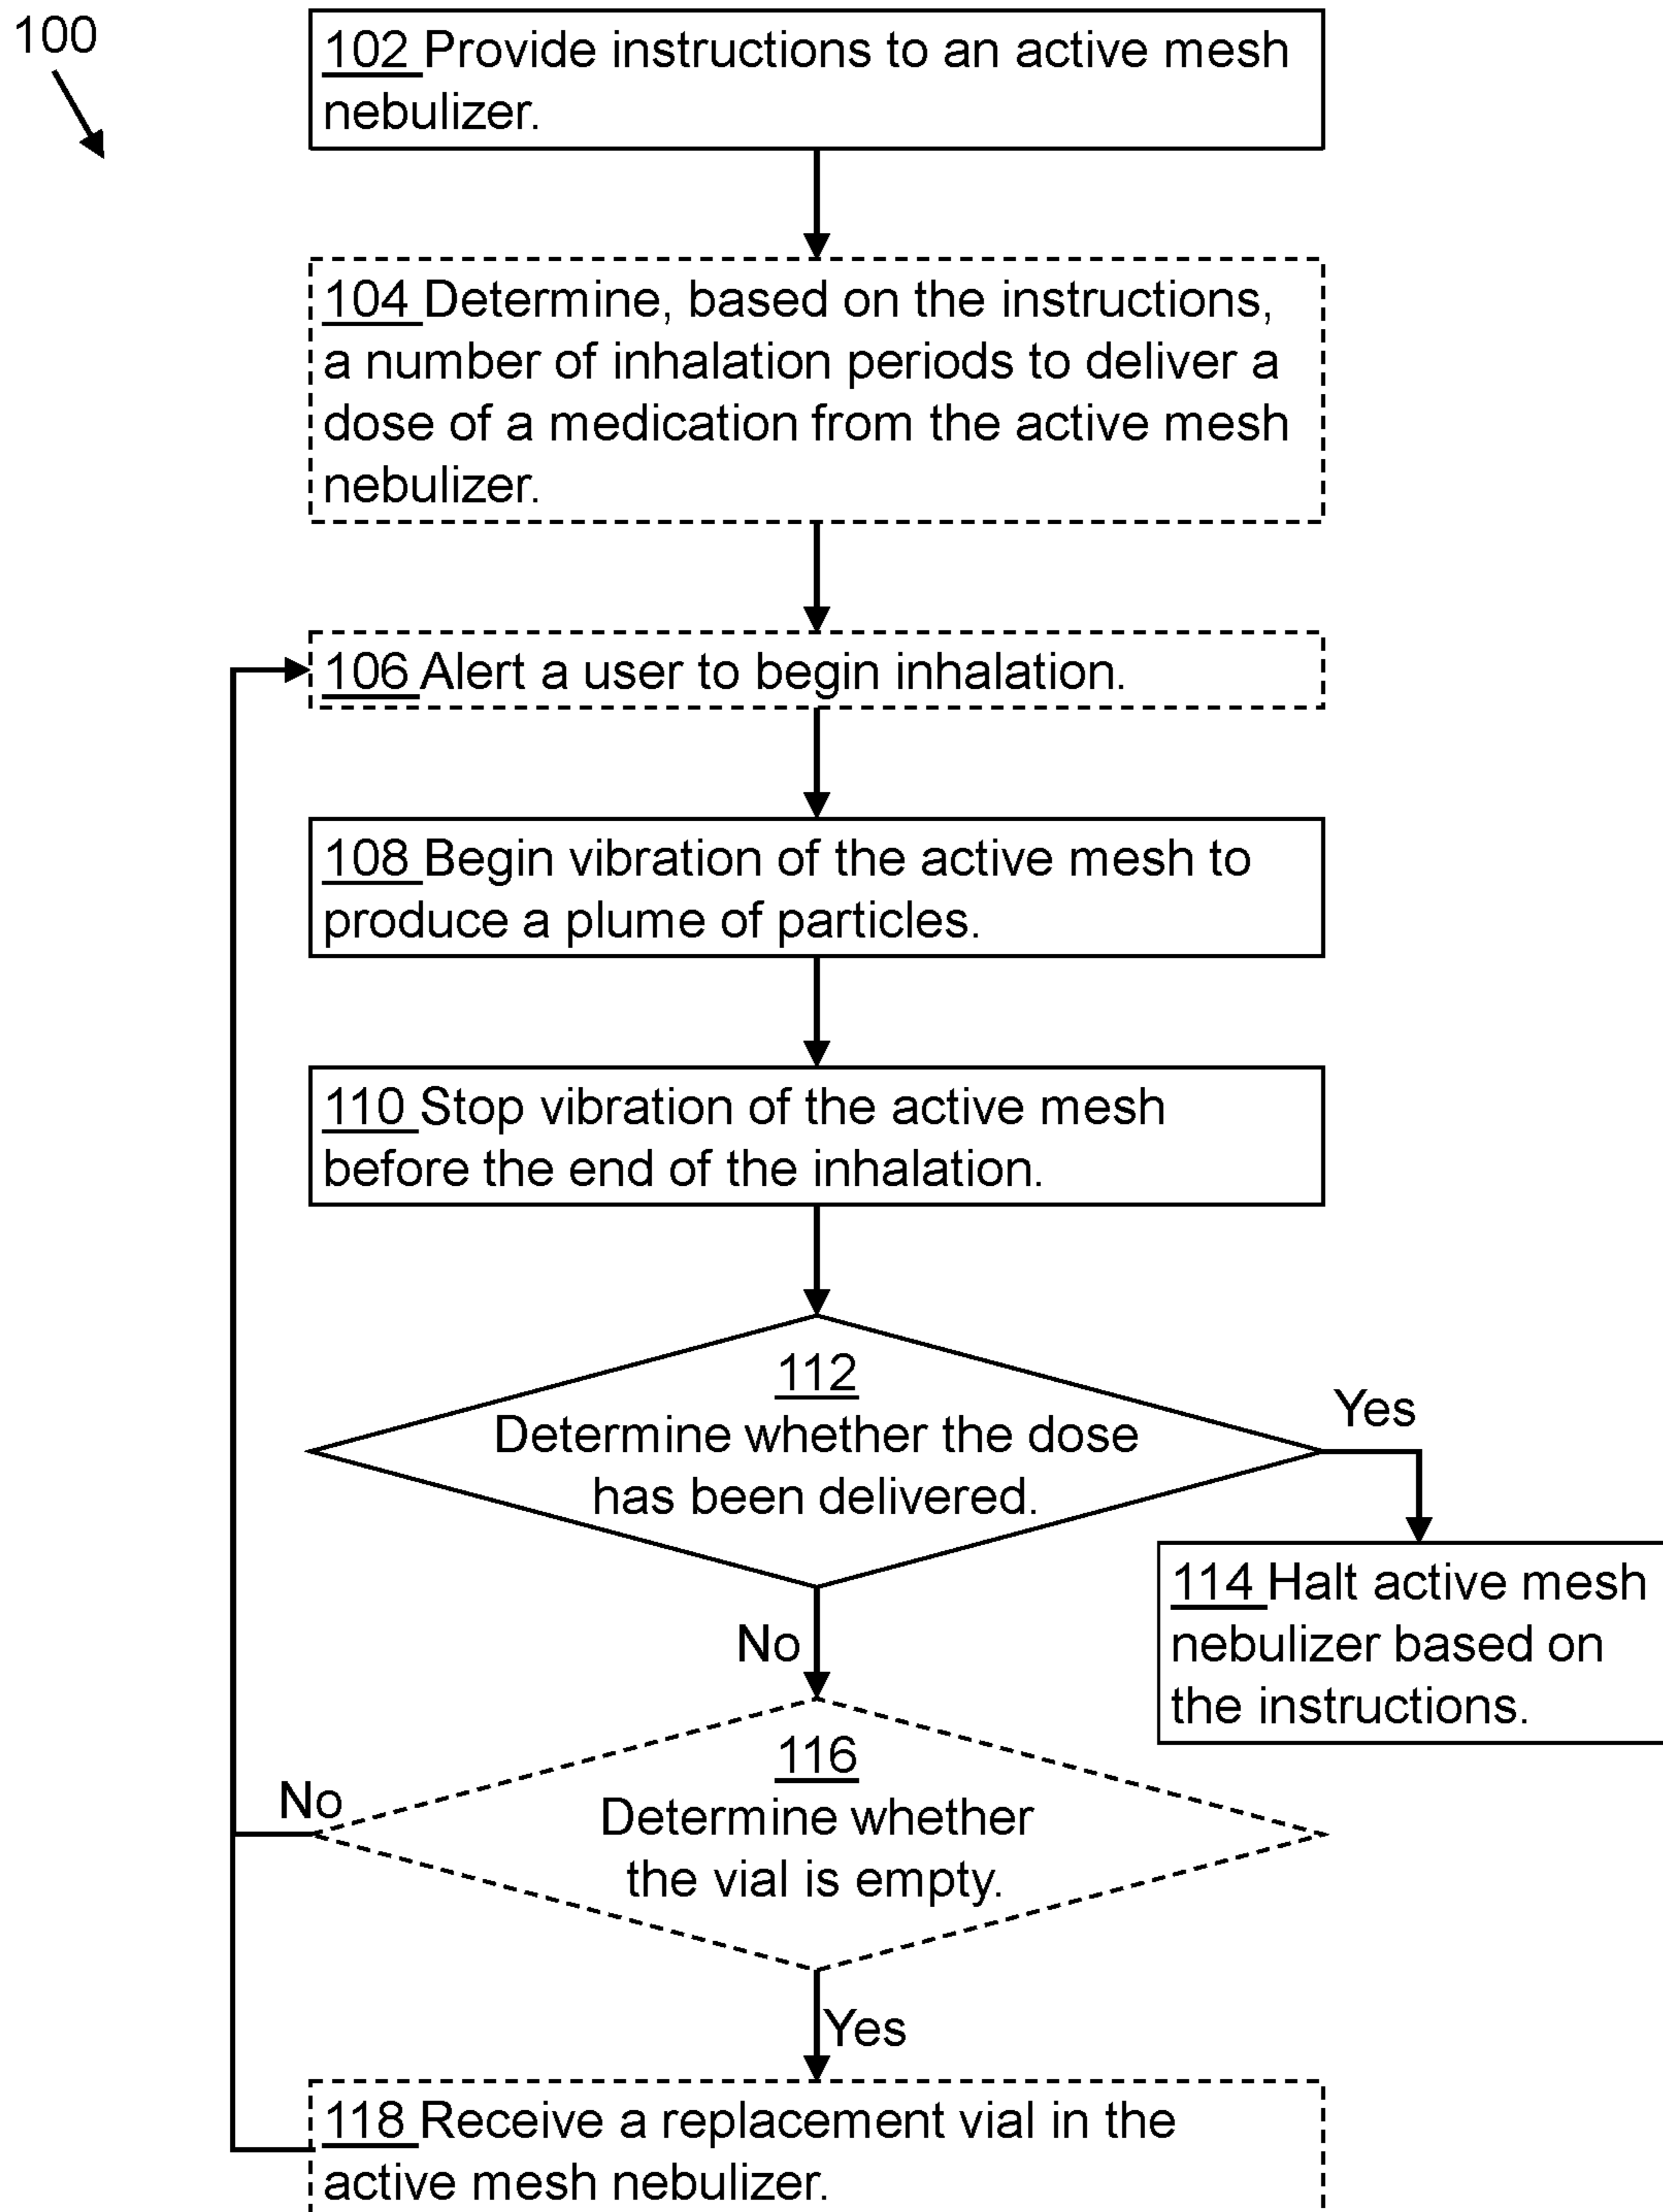 100
102 Provide instructions to an active mesh
nebulizer.
104 Determine, based on the instructions,
a number of inhalation periods to deliver a
dose of a medication from the active mesh
nebulizer.
106 Alert a user to begin inhalation.
108 Begin vibration of the active mesh to
produce a plume of particles.
110 Stop vibration of the active mesh
before the end of the inhalation.
112
Determine whether the dose
has been delivered.
Yes
114 Halt active mesh
nebulizer based on
the instructions.
No
116
Determine whether
the vial is empty.
No
Yes
118 Receive a replacement vial in the
active mesh nebulizer.